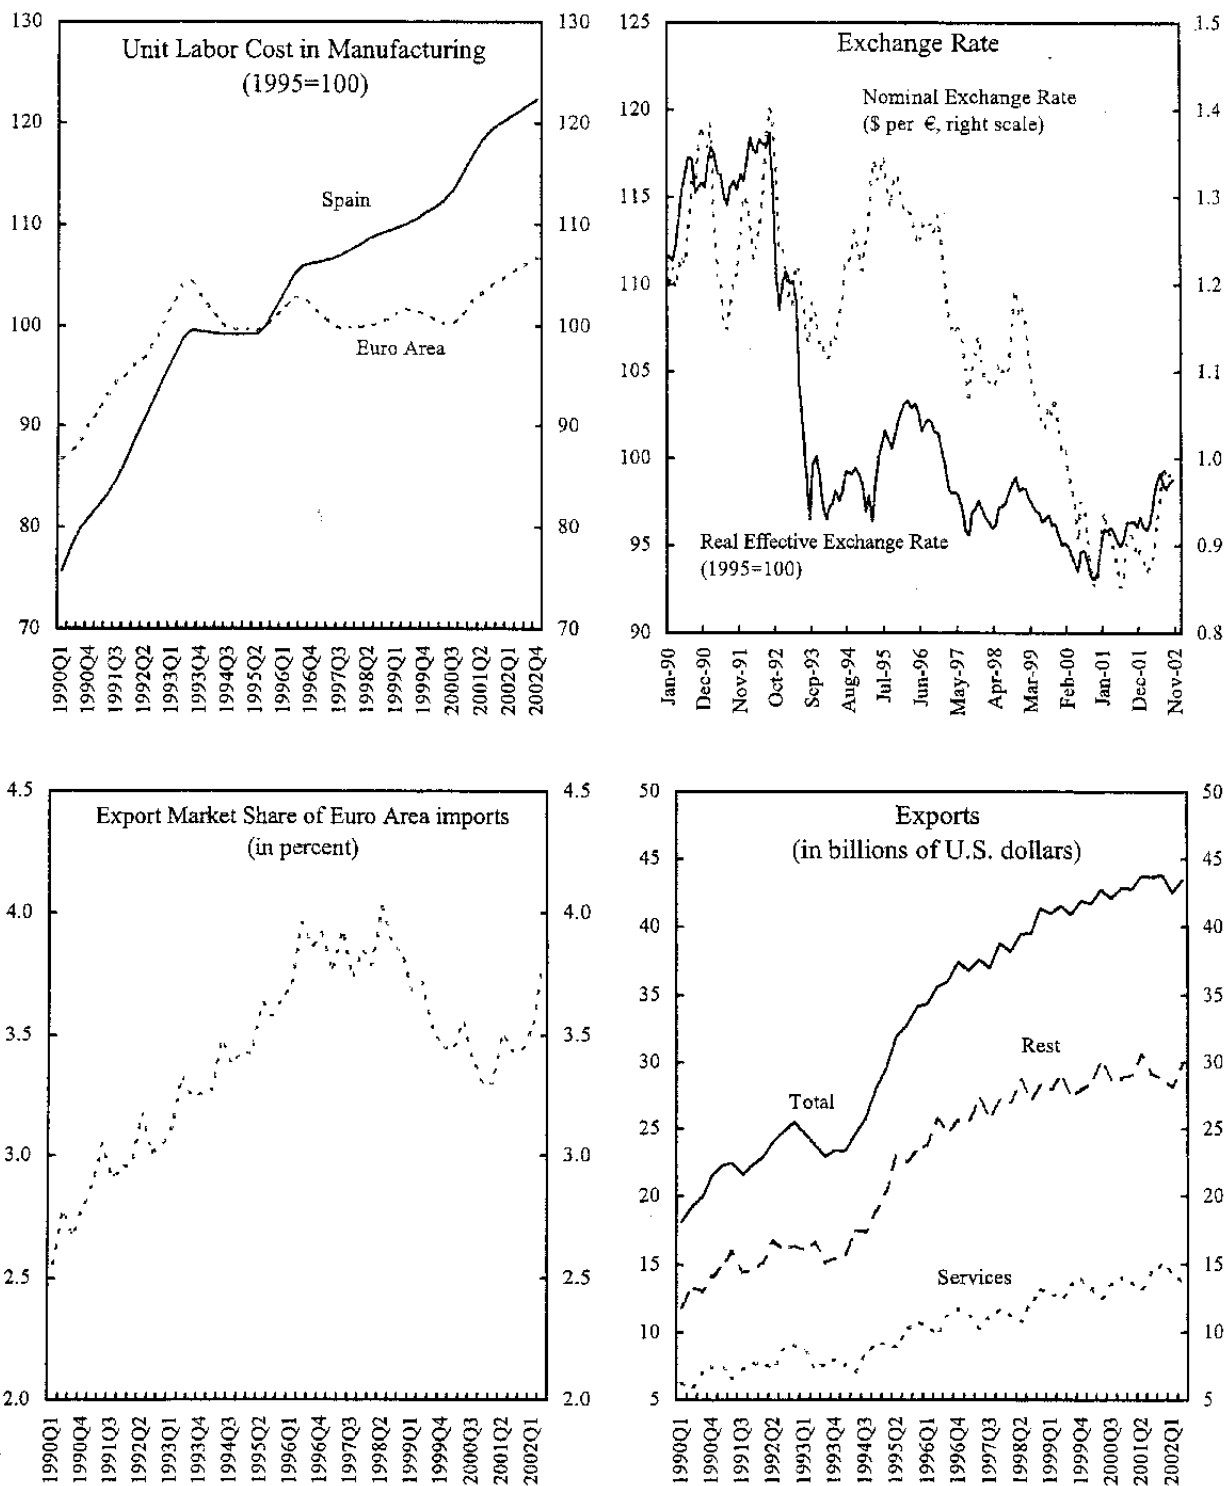 130
120
110
100
90
80
70
Unit Labor Cost in Manufacturing
(1995=100)
Spain
Euro Area
130
120
110
100
90
80
70
1990Q1
1990Q4
1991Q3
1992Q2
1993Q1
1993Q4
1994Q3
1995Q2
1996Q1
1996Q4
1997Q3
1998Q2
1999Q1
1999Q4
2000Q3
2001Q2
2002Q4
125
120
115
110
105
100
95
90
Exchange Rate
Nominal Exchange Rate
($ per €, right scale)
Real Effective Exchange Rate
(1995=100)
1.5
1.4
1.3
1.2
1.1
1.0
0.9
0.8
Jan-90
Dec-90
Nov-91
Oct-92
Sep-93
Aug-94
Jul-95
Jun-96
May-97
Apr-98
Mar-99
Feb-00
Jan-01
Dec-01
Nov-02
4.5
4.0
3.5
3.0
2.5
2.0
Export Market Share of Euro Area imports
(in percent)
4.5
4.0
3.5
3.0
2.5
2.0
1990Q1
1990Q4
1991Q3
1992Q2
1993Q1
1993Q4
1994Q3
1995Q2
1996Q1
1996Q4
1997Q3
1998Q2
1999Q1
1999Q4
2000Q3
2001Q2
2002Q1
50
45
40
35
30
25
20
15
10
5
Exports
(in billions of U.S. dollars)
Rest
Total
Services
50
45
40
35
30
25
20
15
10
5
1990Q1
1990Q4
1991Q3
1992Q2
1993Q1
1993Q4
1994Q3
1995Q2
1996Q1
1996Q4
1997Q3
1998Q2
1999Q1
1999Q4
2000Q3
2001Q2
2002Q1